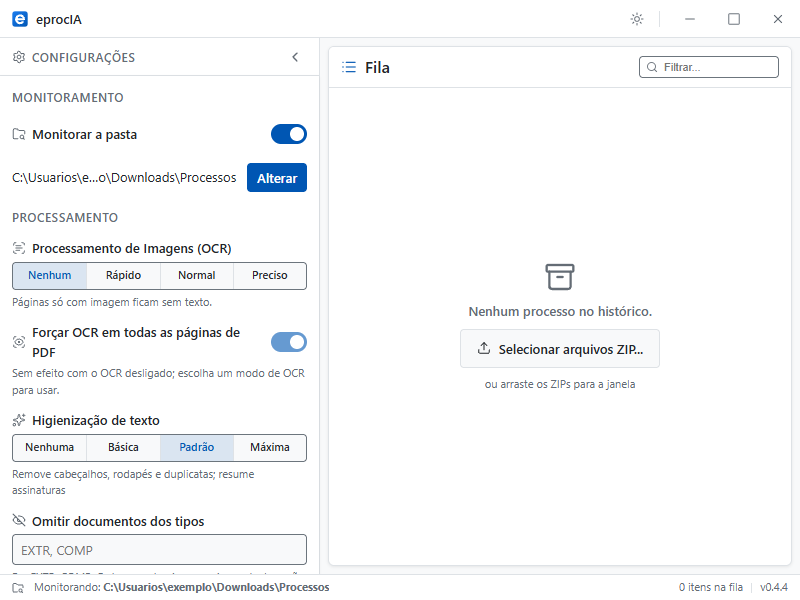 eprocIA
CONFIGURAÇÕES
MONITORAMENTO
Monitorar a pasta
C:\Usuarios\e...o\Downloads\Processos
Alterar
PROCESSAMENTO
Processamento de Imagens (OCR)
Nenhum Rápido Normal Preciso
Páginas só com imagem ficam sem texto.
Forçar OCR em todas as páginas de
PDF
Sem efeito com o OCR desligado; escolha um modo de OCR
para usar.
Higienização de texto
Nenhuma Básica Padrão Máxima
Remove cabeçalhos, rodapés e duplicatas; resume
assinaturas
Omitir documentos dos tipos
EXTR, COMP
Fila
Filtrar...
Nenhum processo no histórico.
Selecionar arquivos ZIP...
ou arraste os ZIPs para a janela
Monitorando: C:\Usuarios\exemplo\Downloads\Processos
0 itens na fila
v0.4.4